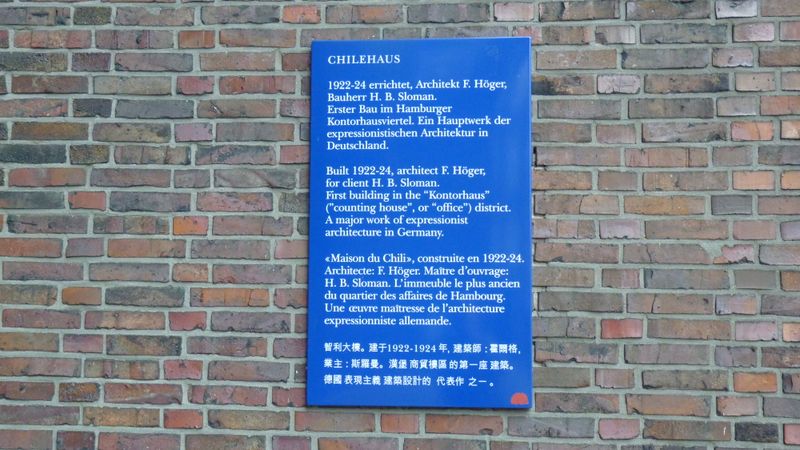 CHILEHAUS
1922-24 errichtet, Architekt F. Höger,
Bauherr H. B. Sloman.
Erster Bau im Hamburger
Kontorhausviertel. Ein Hauptwerk der
expressionistischen Architektur in
Deutschland.
Built 1922-24, architect F. Höger,
for client H. B. Sloman.
First building in the “Kontorhaus”
("counting house", or “office”) district.
A major work of expressionist
architecture in Germany.
«Maison du Chili», construite en 1922-24.
Architecte: F. Höger. Maître d’ouvrage:
H. B. Sloman. L’immeuble le plus ancien
du quartier des affaires de Hambourg.
Une œuvre maîtresse de l’architecture
expressionniste allemande.
智利大樓。建于1922-1924年, 建築師：霍爾格,
業主：斯羅曼。漢堡 商貿樓區 的第一座 建築。
德國 表現主義 建築設計的 代表作 之一。